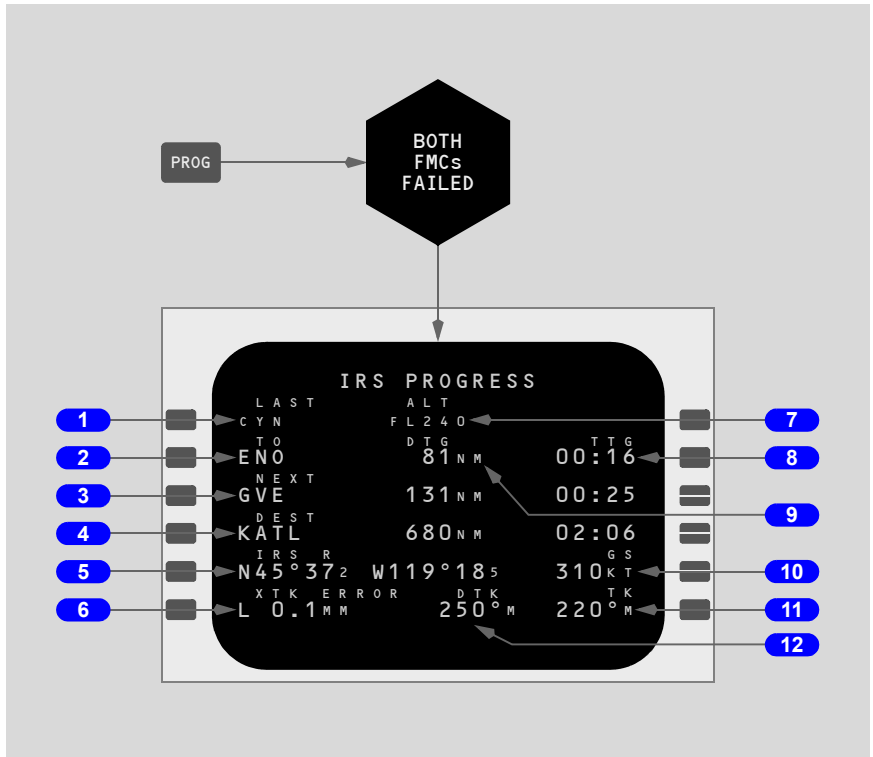 BOTH
FMCs
FAILED
PROG
IRS PROGRESS
LAST ALT
1 CYN FL240 7
TO DTG TTG
2 ENO 81NM 00:16 8
NEXT
3 GVE 131NM 00:25
9
DEST
4 KATL 680NM 02:06
IRS R GS
5 N45°372 W119°185 310KT 10
XTK ERROR DTK TK
6 L 0.1MM 250°M 220°M 11
12